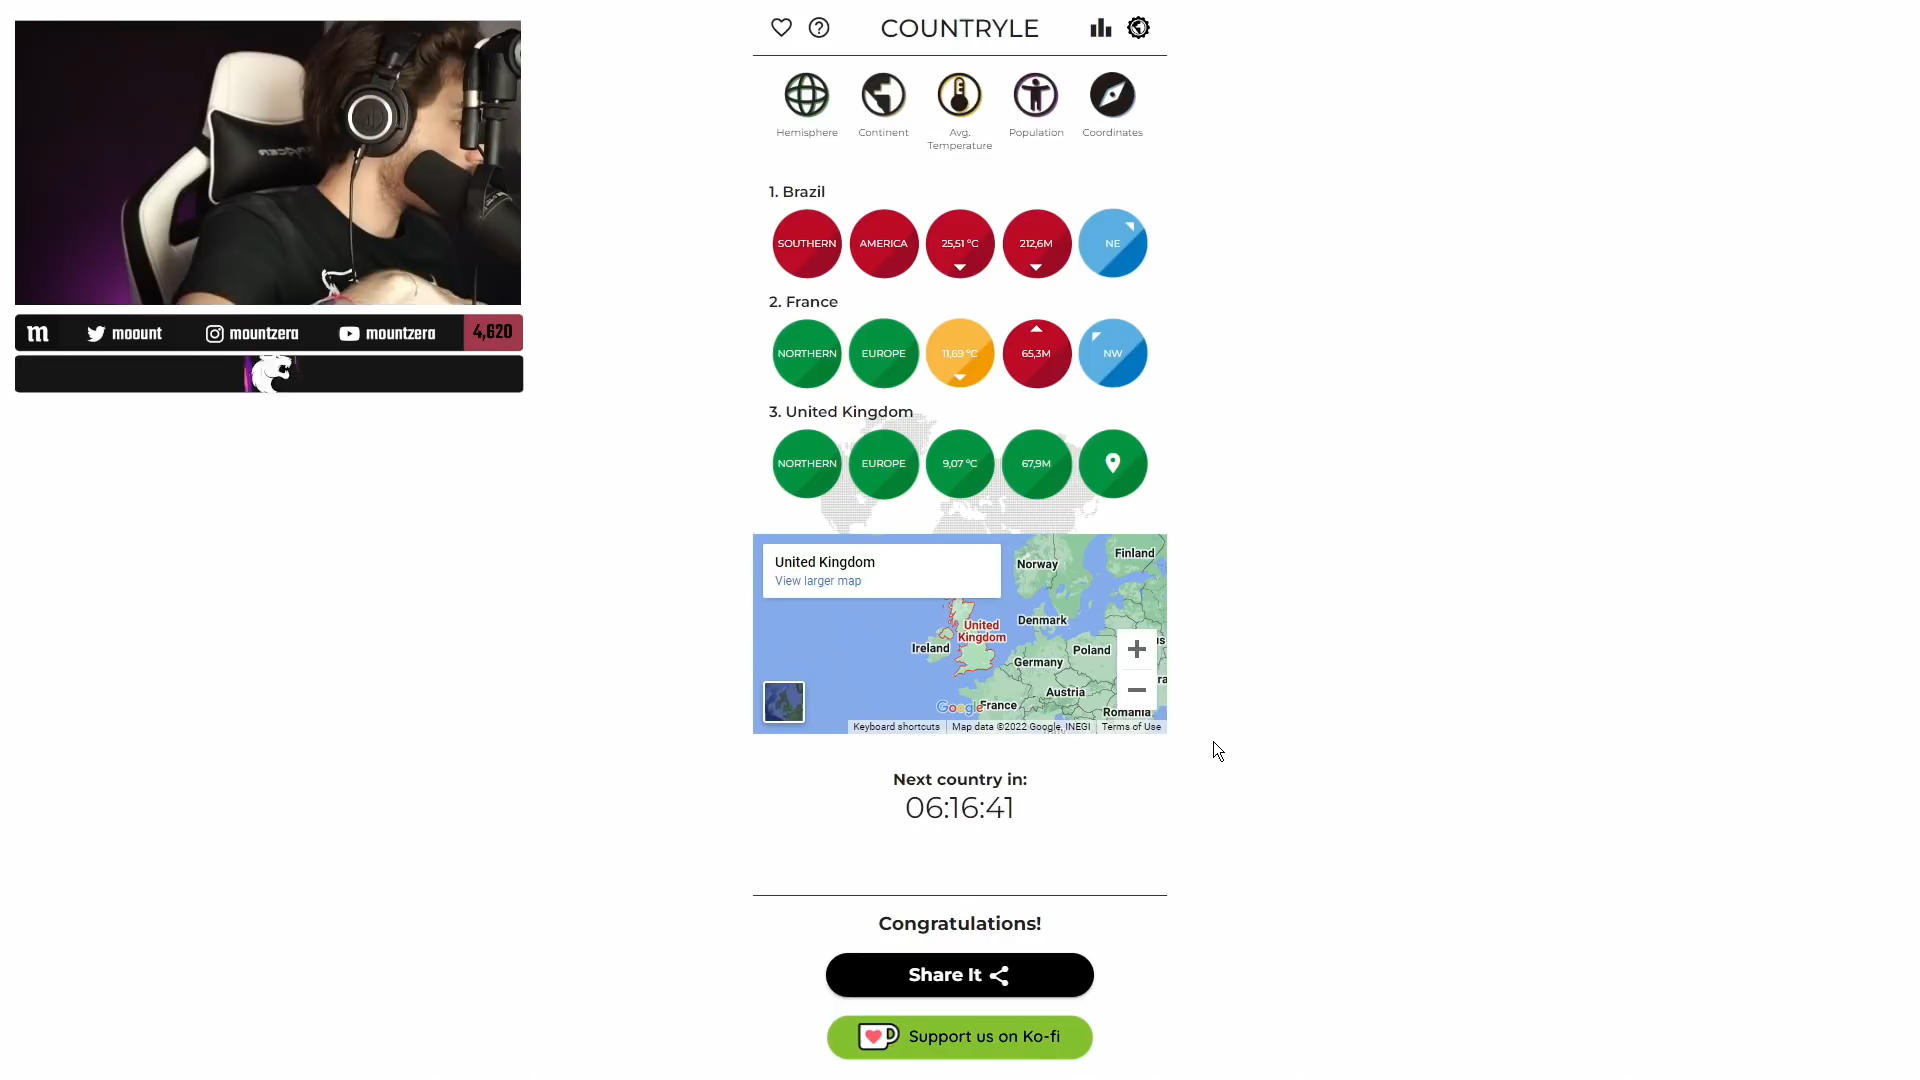 m moount mountzera mountzera 4,620
COUNTRYLE
Hemisphere Continent Avg. Temperature Population Coordinates
1. Brazil
SOUTHERN AMERICA 25,51 °C 212,6M NE
2. France
NORTHERN EUROPE 11,69 °C 65,3M NW
3. United Kingdom
NORTHERN EUROPE 9,07 °C 67,9M
United Kingdom
View larger map
Finland
Norway
Denmark
United
Kingdom
Ireland
Poland
Germany
Austria
France
Romania
Google
Keyboard shortcuts Map data ©2022 Google, INEGI Terms of Use
Next country in:
06:16:41
Congratulations!
Share It
Support us on Ko-fi